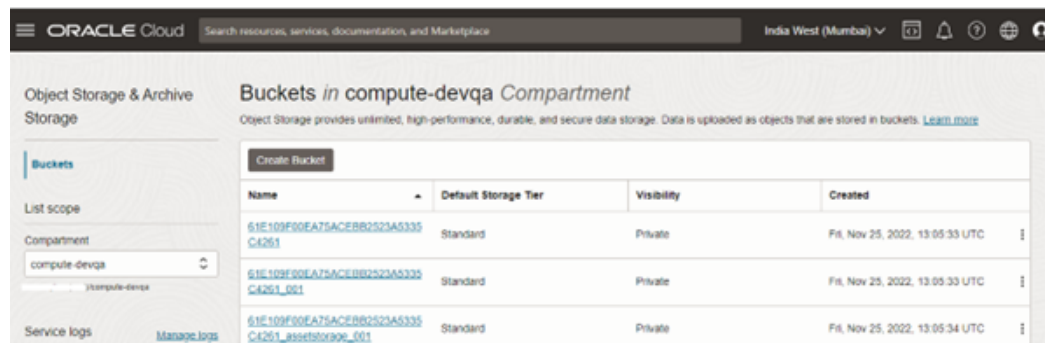 ORACLE Cloud
Search resources, services, documentation, and Marketplace
India West (Mumbai)
Object Storage & Archive
Storage
Buckets
List scope
Compartment
compute-devqa
/compute-devqa
Service logs
Manage logs
Buckets in compute-devqa Compartment
Object Storage provides unlimited, high-performance, durable, and secure data storage. Data is uploaded as objects that are stored in buckets. Learn more
Create Bucket
Name Default Storage Tier Visibility Created
61E109F00EA75ACEBB2523A5335
C4261 Standard Private Fri, Nov 25, 2022, 13:05:33 UTC
61E109F00EA75ACEBB2523A5335
C4261_001 Standard Private Fri, Nov 25, 2022, 13:05:33 UTC
61E109F00EA75ACEBB2523A5335
C4261_assetstorage_001 Standard Private Fri, Nov 25, 2022, 13:05:34 UTC